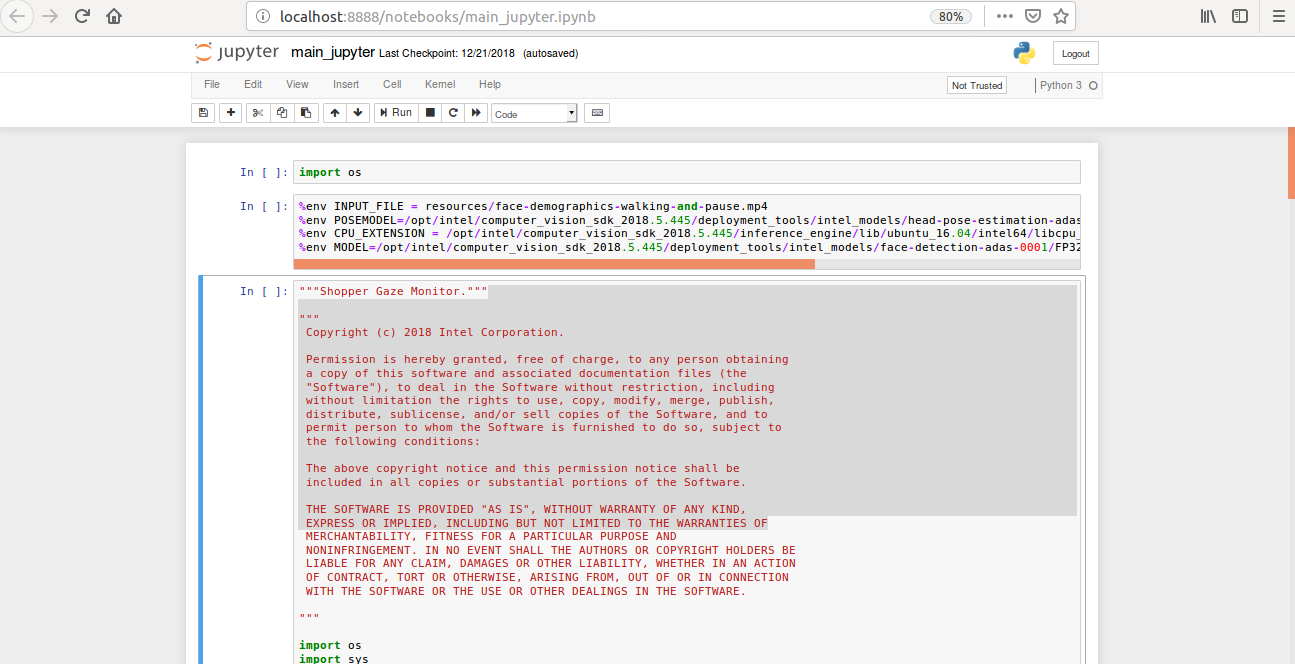 localhost:8888/notebooks/main_jupyter.ipynb 80%
jupyter main_jupyter Last Checkpoint: 12/21/2018 (autosaved) Logout
File Edit View Insert Cell Kernel Help Not Trusted Python 3
Run Code
In [ ]: import os
In [ ]: %env INPUT_FILE = resources/face-demographics-walking-and-pause.mp4
%env POSEMODEL=/opt/intel/computer_vision_sdk_2018.5.445/deployment_tools/intel_models/head-pose-estimation-adas
%env CPU_EXTENSION = /opt/intel/computer_vision_sdk_2018.5.445/inference_engine/lib/ubuntu_16.04/intel64/libcpu_
%env MODEL=/opt/intel/computer_vision_sdk_2018.5.445/deployment_tools/intel_models/face-detection-adas-0001/FP32
In [ ]: """Shopper Gaze Monitor."""
"""
Copyright (c) 2018 Intel Corporation.
Permission is hereby granted, free of charge, to any person obtaining
a copy of this software and associated documentation files (the
"Software"), to deal in the Software without restriction, including
without limitation the rights to use, copy, modify, merge, publish,
distribute, sublicense, and/or sell copies of the Software, and to
permit person to whom the Software is furnished to do so, subject to
the following conditions:
The above copyright notice and this permission notice shall be
included in all copies or substantial portions of the Software.
THE SOFTWARE IS PROVIDED "AS IS", WITHOUT WARRANTY OF ANY KIND,
EXPRESS OR IMPLIED, INCLUDING BUT NOT LIMITED TO THE WARRANTIES OF
MERCHANTABILITY, FITNESS FOR A PARTICULAR PURPOSE AND
NONINFRINGEMENT. IN NO EVENT SHALL THE AUTHORS OR COPYRIGHT HOLDERS BE
LIABLE FOR ANY CLAIM, DAMAGES OR OTHER LIABILITY, WHETHER IN AN ACTION
OF CONTRACT, TORT OR OTHERWISE, ARISING FROM, OUT OF OR IN CONNECTION
WITH THE SOFTWARE OR THE USE OR OTHER DEALINGS IN THE SOFTWARE.
"""
import os
import sys